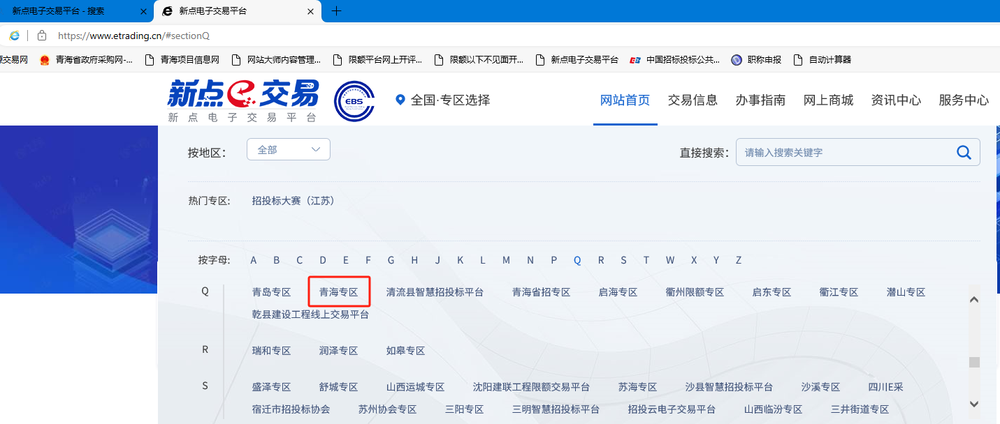 新点电子交易平台 - 搜索 新点电子交易平台
https://www.etrading.cn/#sectionQ
交易网 青海省政府采购网-... 青海项目信息网 网站大师内容管理... 限额平台网上开评... 限额以下不见面开... 新点电子交易平台 中国招标投标公共... 职称申报 自动计算器
新点e交易 EBS 全国·专区选择 网站首页 交易信息 办事指南 网上商城 资讯中心 服务中心
新点电子交易平台
按地区： 全部 直接搜索： 请输入搜索关键字
热门专区: 招投标大赛（江苏）
按字母: A B C D E F G H J K L M N P Q R S T W X Y Z
Q 青岛专区 青海专区 清流县智慧招投标平台 青海省招专区 启海专区 衢州限额专区 启东专区 衢江专区 潜山专区
乾县建设工程线上交易平台
R 瑞和专区 润泽专区 如皋专区
S 盛泽专区 舒城专区 山西运城专区 沈阳建联工程限额交易平台 苏海专区 沙县智慧招投标平台 沙溪专区 四川E采
宿迁市招投标协会 苏州协会专区 三阳专区 三明智慧招投标平台 招投云电子交易平台 山西临汾专区 三井街道专区